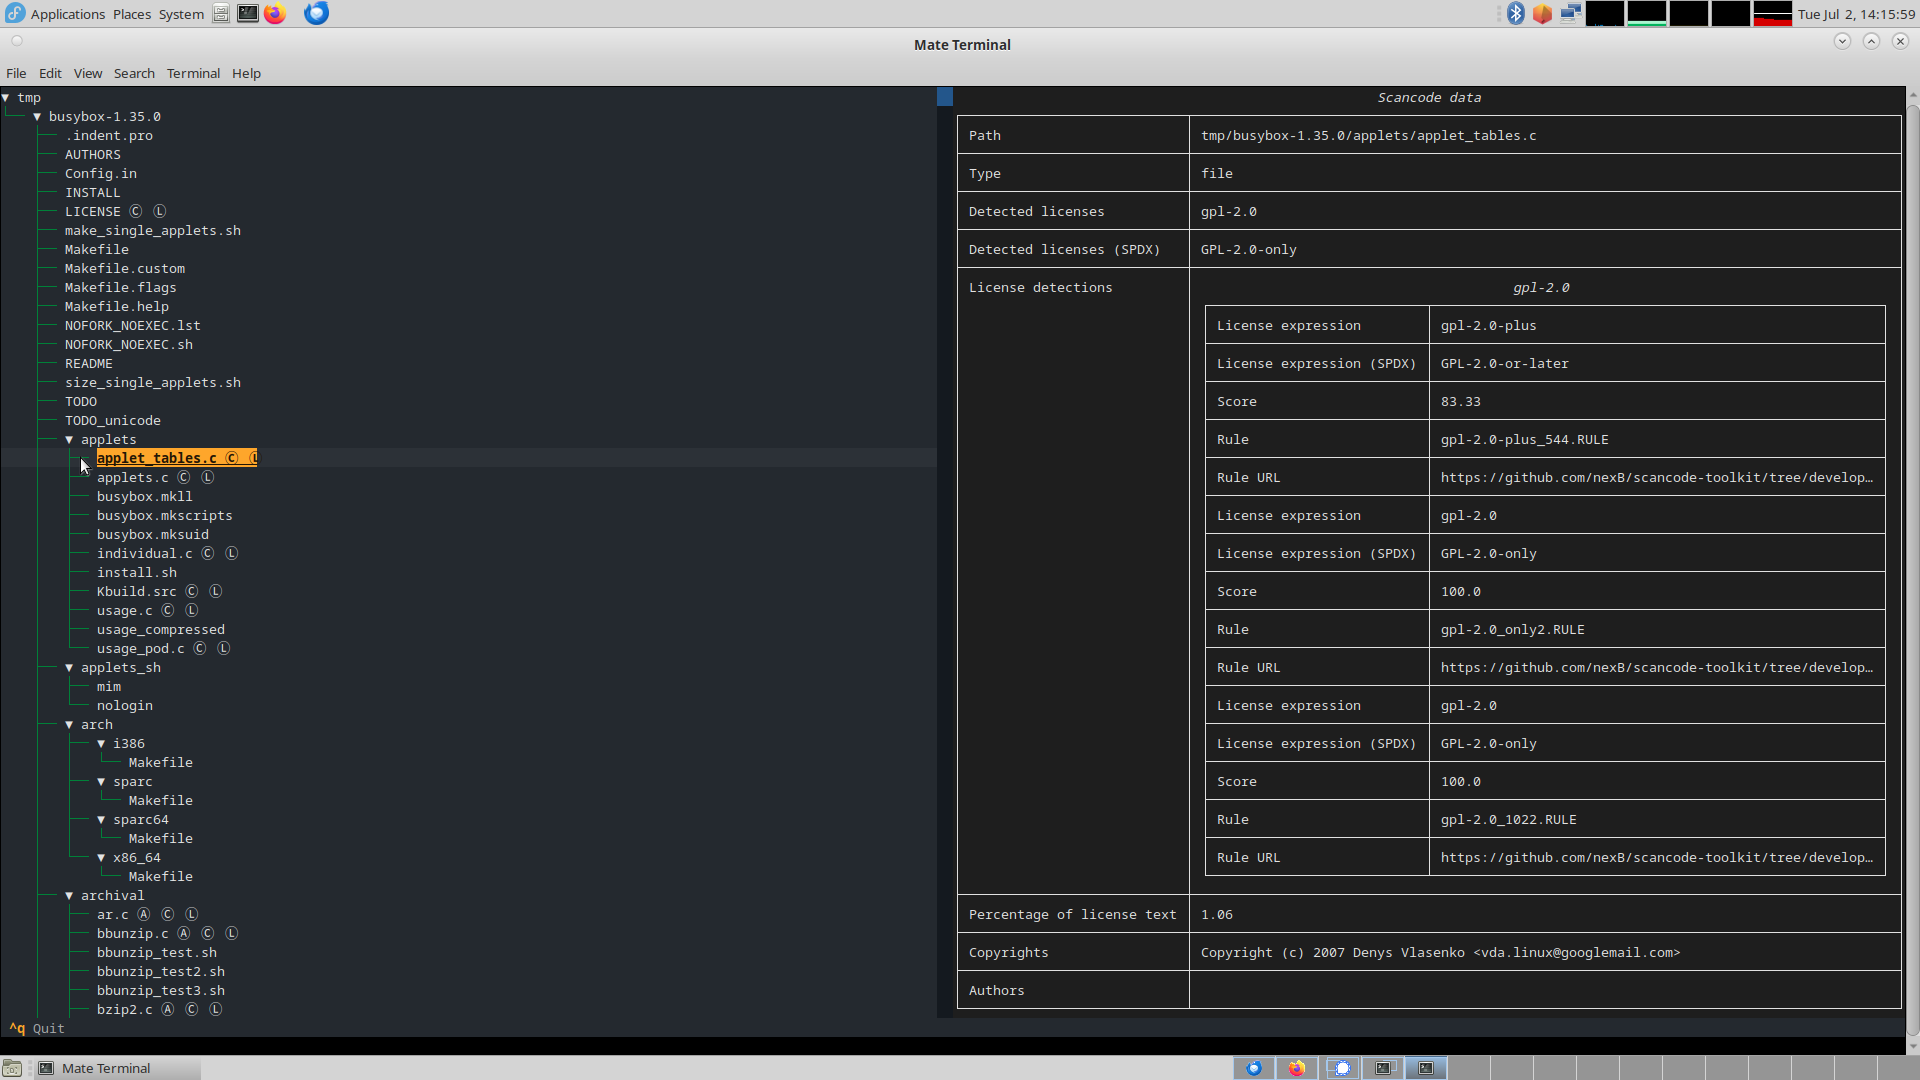 Applications Places System
Tue Jul 2, 14:15:59
Mate Terminal
File Edit View Search Terminal Help
▼ tmp
▼ busybox-1.35.0
.indent.pro
AUTHORS
Config.in
INSTALL
LICENSE Ⓒ Ⓛ
make_single_applets.sh
Makefile
Makefile.custom
Makefile.flags
Makefile.help
NOFORK_NOEXEC.lst
NOFORK_NOEXEC.sh
README
size_single_applets.sh
TODO
TODO_unicode
▼ applets
applet_tables.c Ⓒ Ⓛ
applets.c Ⓒ Ⓛ
busybox.mkll
busybox.mkscripts
busybox.mksuid
individual.c Ⓒ Ⓛ
install.sh
Kbuild.src Ⓒ Ⓛ
usage.c Ⓒ Ⓛ
usage_compressed
usage_pod.c Ⓒ Ⓛ
▼ applets_sh
mim
nologin
▼ arch
▼ i386
Makefile
▼ sparc
Makefile
▼ sparc64
Makefile
▼ x86_64
Makefile
▼ archival
ar.c Ⓐ Ⓒ Ⓛ
bbunzip.c Ⓐ Ⓒ Ⓛ
bbunzip_test.sh
bbunzip_test2.sh
bbunzip_test3.sh
bzip2.c Ⓐ Ⓒ Ⓛ
^q Quit
Scancode data
Path tmp/busybox-1.35.0/applets/applet_tables.c
Type file
Detected licenses gpl-2.0
Detected licenses (SPDX) GPL-2.0-only
License detections gpl-2.0
License expression gpl-2.0-plus
License expression (SPDX) GPL-2.0-or-later
Score 83.33
Rule gpl-2.0-plus_544.RULE
Rule URL https://github.com/nexB/scancode-toolkit/tree/develop…
License expression gpl-2.0
License expression (SPDX) GPL-2.0-only
Score 100.0
Rule gpl-2.0_only2.RULE
Rule URL https://github.com/nexB/scancode-toolkit/tree/develop…
License expression gpl-2.0
License expression (SPDX) GPL-2.0-only
Score 100.0
Rule gpl-2.0_1022.RULE
Rule URL https://github.com/nexB/scancode-toolkit/tree/develop…
Percentage of license text 1.06
Copyrights Copyright (c) 2007 Denys Vlasenko <vda.linux@googlemail.com>
Authors
Mate Terminal